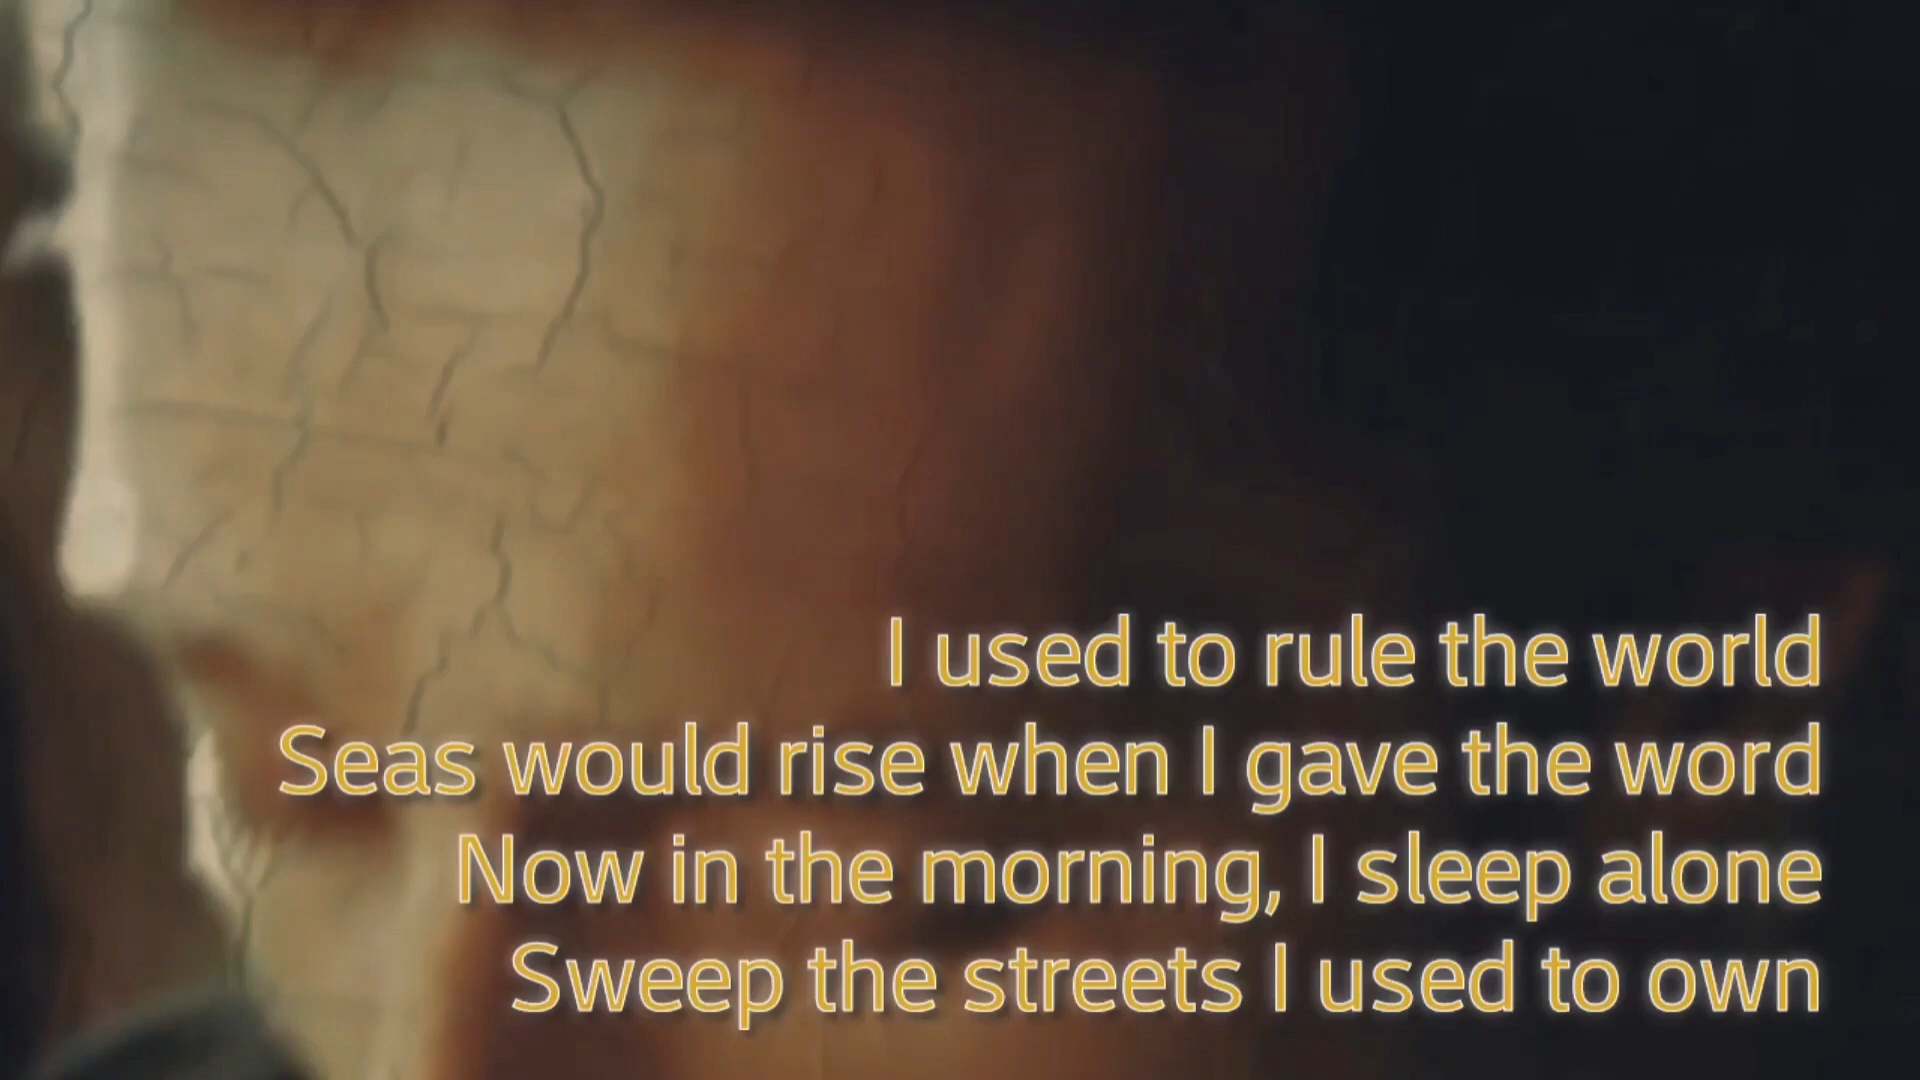 I used to rule the world
Seas would rise when I gave the word
Now in the morning, I sleep alone
Sweep the streets I used to own